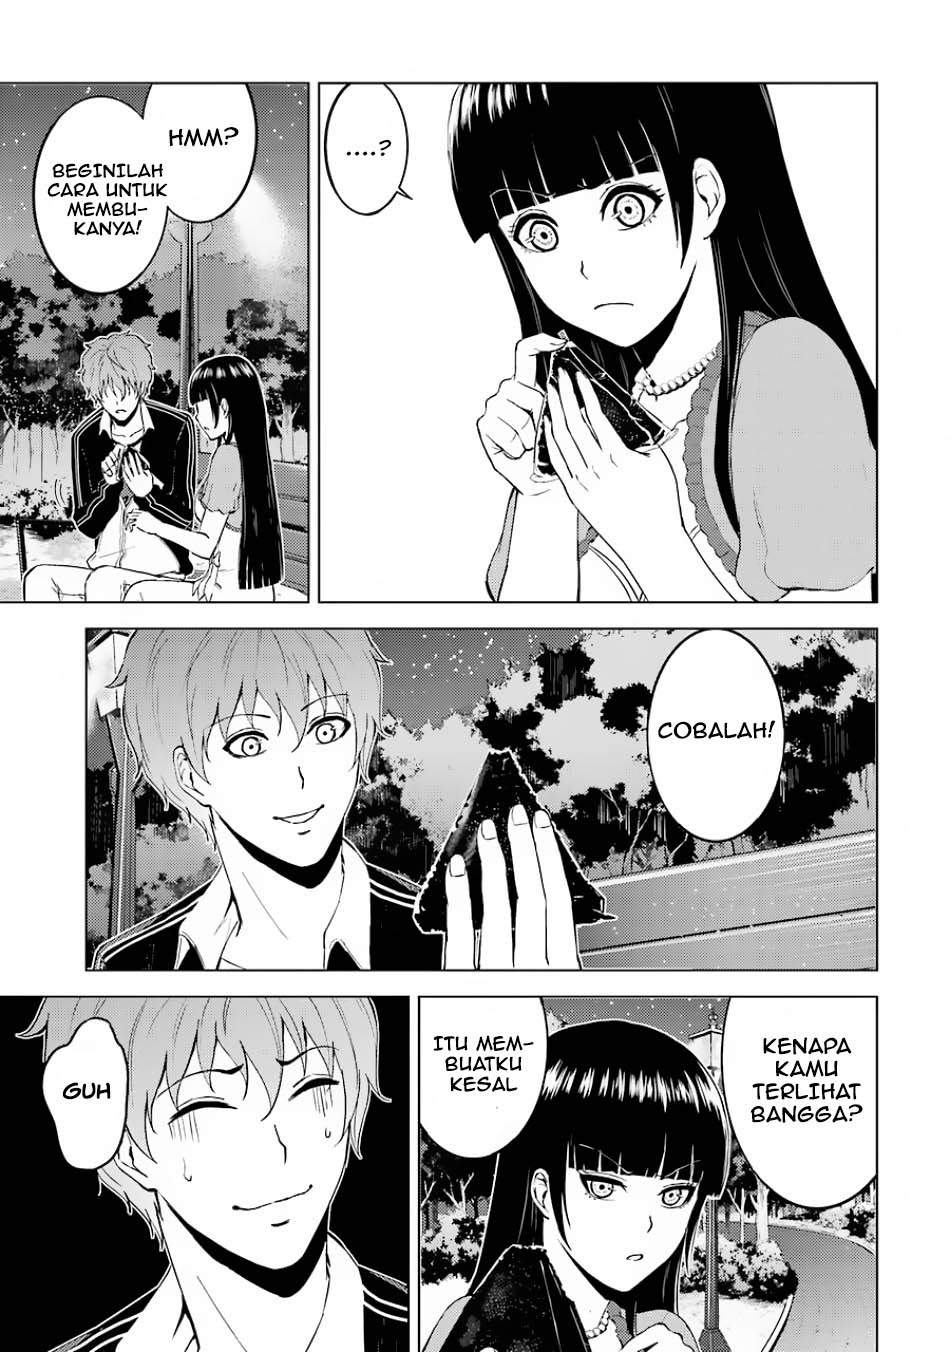 ....?
HMM?
BEGINILAH
CARA UNTUK
MEMBU-
KANYA!
COBALAH!
KENAPA
KAMU
TERLIHAT
BANGGA?
ITU MEM-
BUATKU
KESAL
GUH